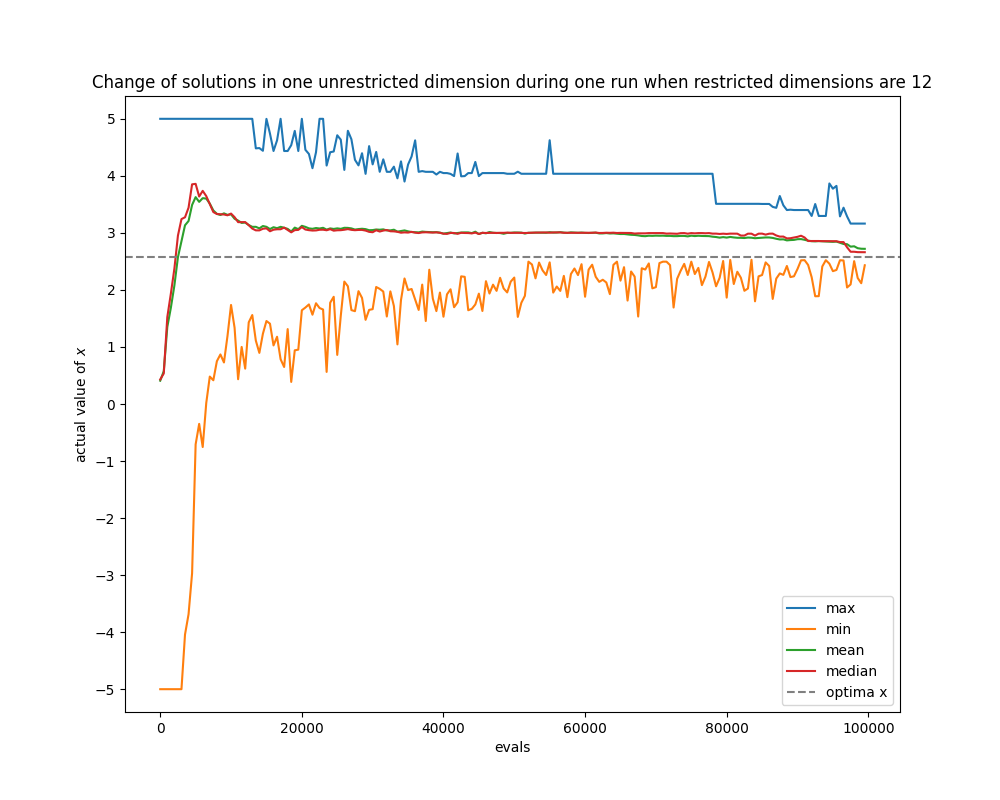 Change of solutions in one unrestricted dimension during one run when restricted dimensions are 12
5
4
3
2
1
0
−1
−2
−3
−4
−5
actual value of x
0 20000 40000 60000 80000 100000
evals
max
min
mean
median
optima x